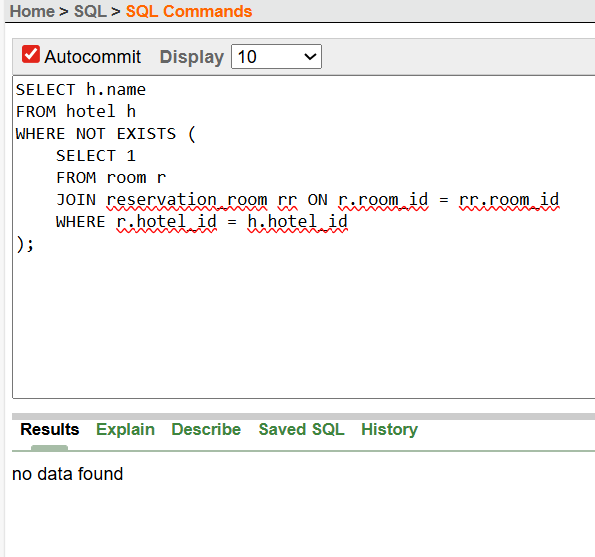 Home > SQL > SQL Commands
Autocommit Display 10
SELECT h.name
FROM hotel h
WHERE NOT EXISTS (
    SELECT 1
    FROM room r
    JOIN reservation_room rr ON r.room_id = rr.room_id
    WHERE r.hotel_id = h.hotel_id
);
Results Explain Describe Saved SQL History
no data found